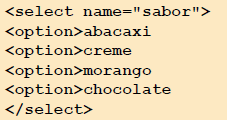 <select name="sabor">
<option>abacaxi
<option>creme
<option>morango
<option>chocolate
</select>